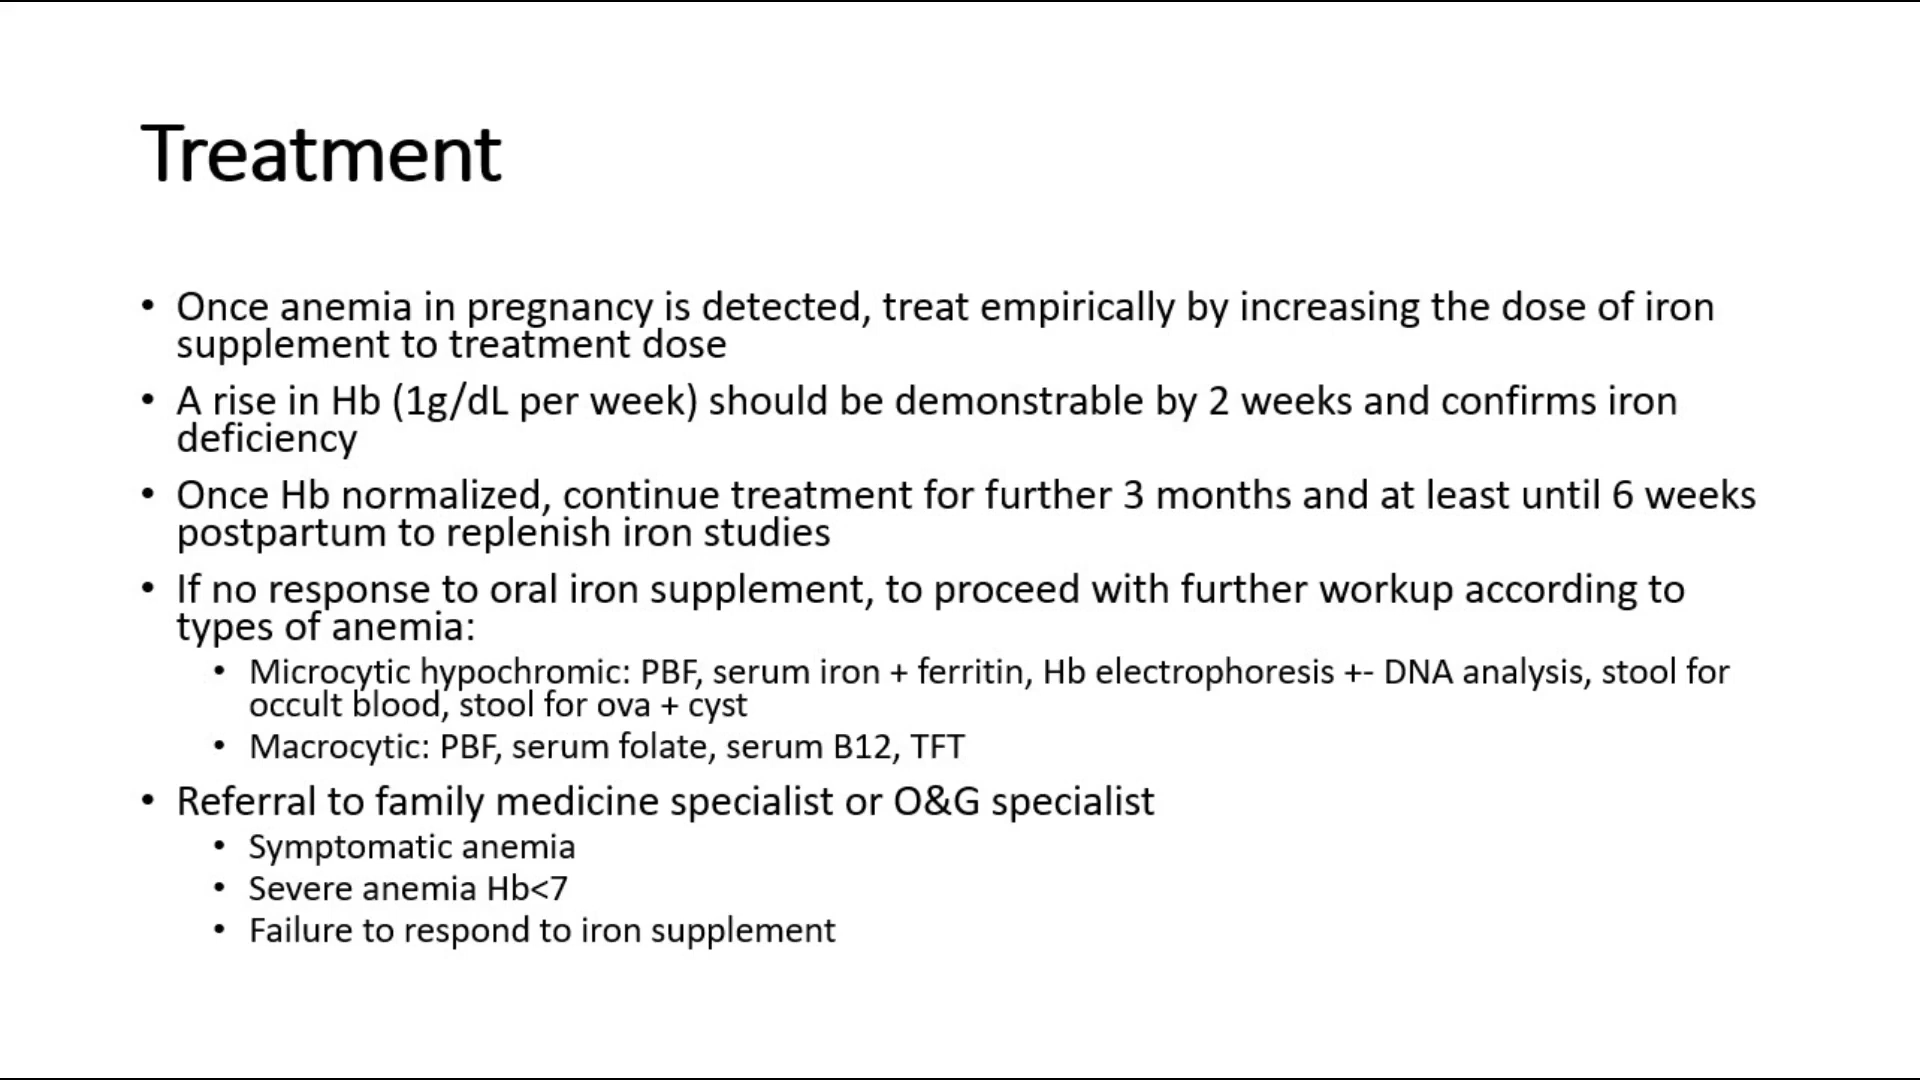 Treatment
• Once anemia in pregnancy is detected, treat empirically by increasing the dose of iron
supplement to treatment dose
• A rise in Hb (1g/dL per week) should be demonstrable by 2 weeks and confirms iron
deficiency
• Once Hb normalized, continue treatment for further 3 months and at least until 6 weeks
postpartum to replenish iron studies
• If no response to oral iron supplement, to proceed with further workup according to
types of anemia:
• Microcytic hypochromic: PBF, serum iron + ferritin, Hb electrophoresis +- DNA analysis, stool for
occult blood, stool for ova + cyst
• Macrocytic: PBF, serum folate, serum B12, TFT
• Referral to family medicine specialist or O&G specialist
• Symptomatic anemia
• Severe anemia Hb<7
• Failure to respond to iron supplement